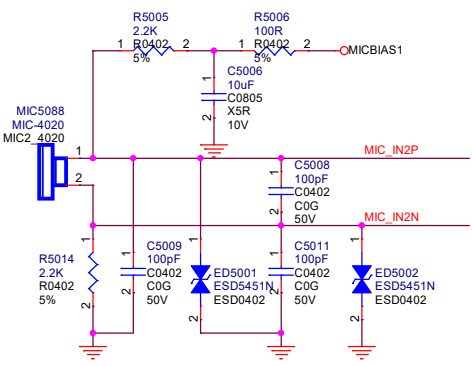 R5005
2.2K
1
2
R0402
5%
R5006
100R
1
2
R0402
5%
MICBIAS1
1
C5006
10uF
C0805
2
X5R
10V
MIC5088
MIC-4020
MIC2_4020
1
2
MIC_IN2P
1
C5008
100pF
C0402
C0G
2
50V
MIC_IN2N
1
R5014
2.2K
R0402
5%
2
1
C5009
100pF
C0402
C0G
2
50V
1
ED5001
ESD5451N
ESD0402
2
1
C5011
100pF
C0402
C0G
2
50V
1
ED5002
ESD5451N
ESD0402
2